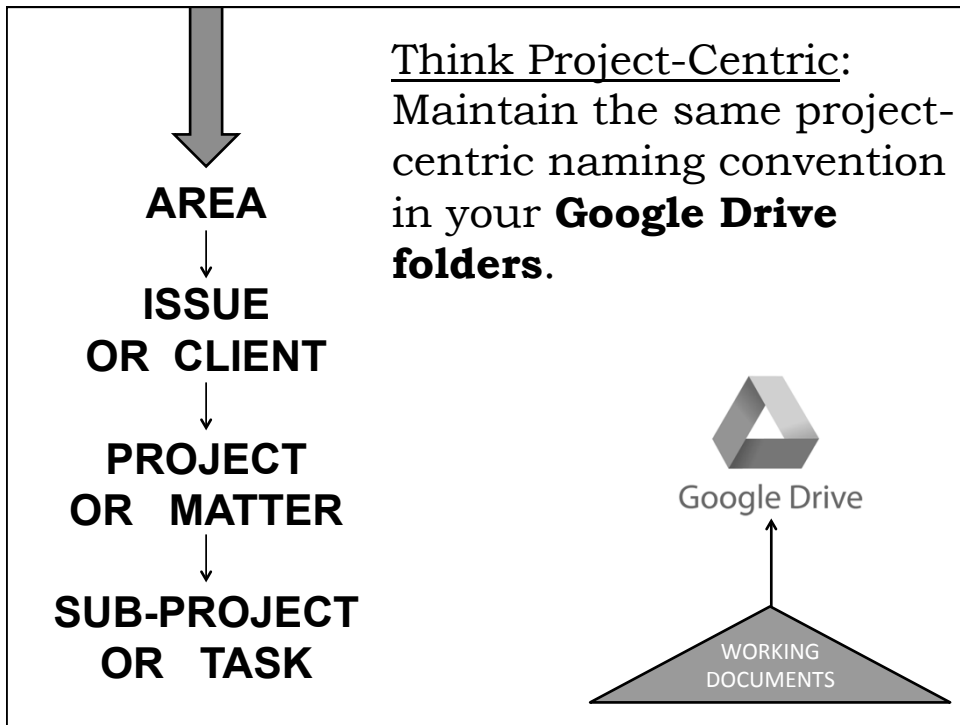 Think Project-Centric:
Maintain the same project-
centric naming convention
in your Google Drive
folders.
AREA
ISSUE
OR CLIENT
PROJECT
OR MATTER
SUB-PROJECT
OR TASK
Google Drive
WORKING
DOCUMENTS